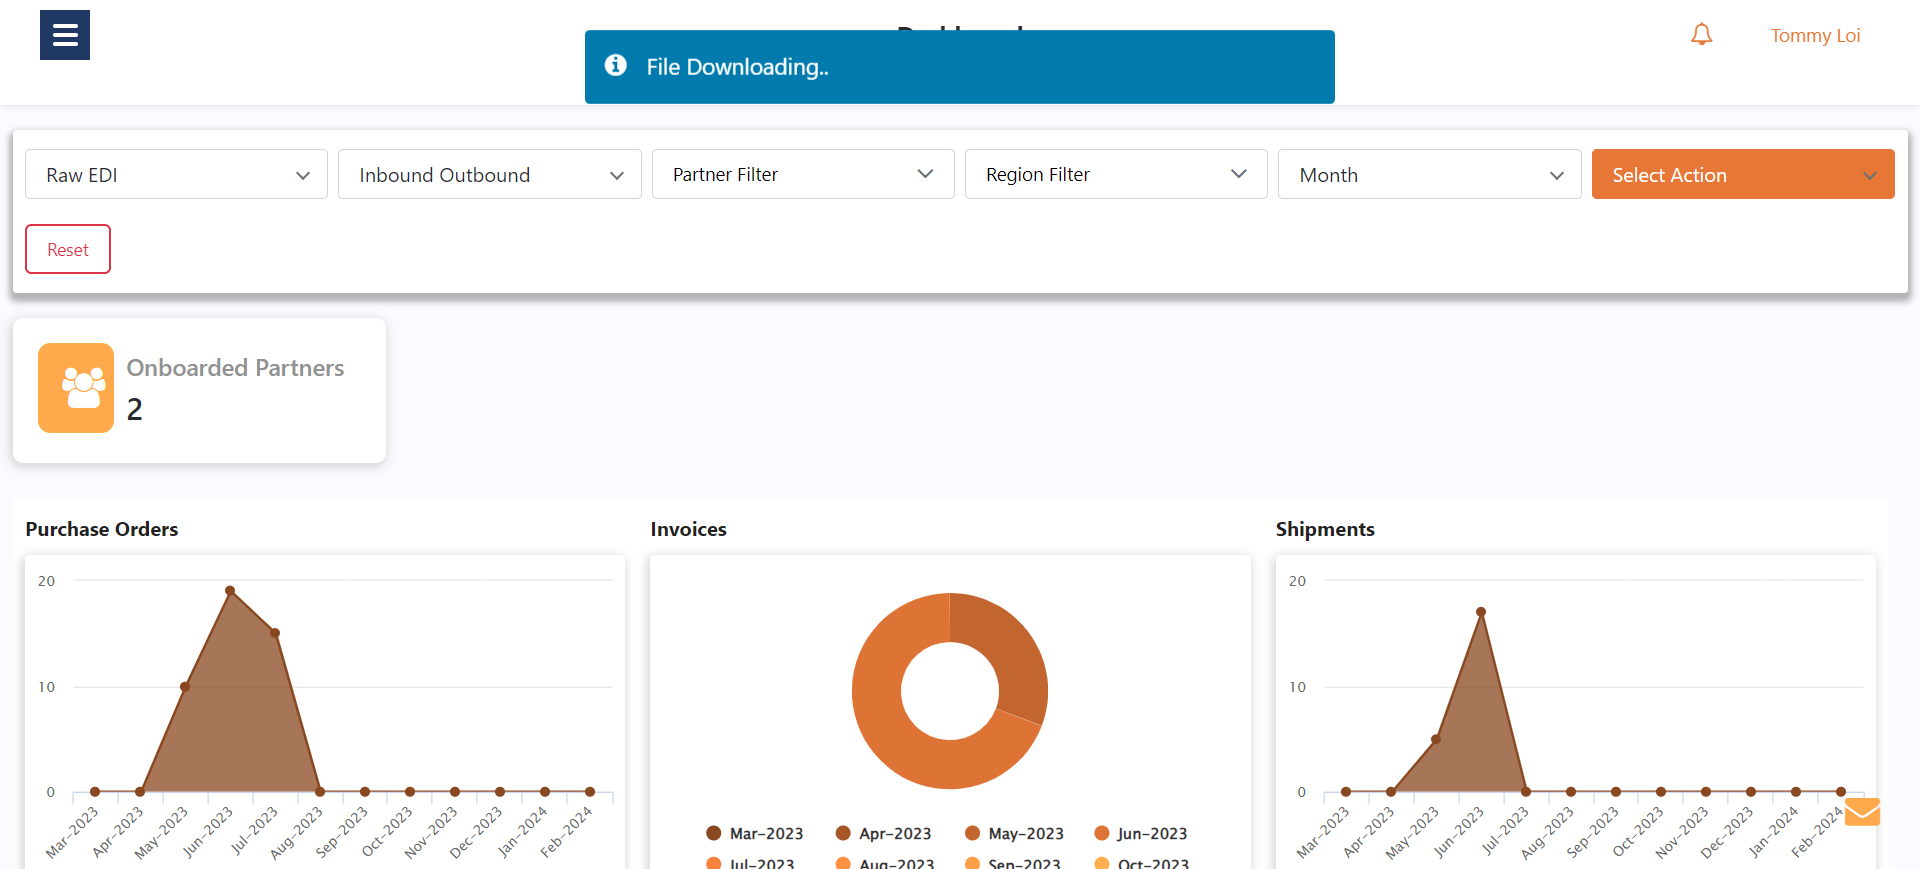 File Downloading..
Tommy Loi
Raw EDI
Inbound Outbound
Partner Filter
Region Filter
Month
Select Action
Reset
Onboarded Partners
2
Purchase Orders
20
10
0
Mar-2023
Apr-2023
May-2023
Jun-2023
Jul-2023
Aug-2023
Sep-2023
Oct-2023
Nov-2023
Dec-2023
Jan-2024
Feb-2024
Invoices
Mar-2023
Apr-2023
May-2023
Jun-2023
Jul-2023
Aug-2023
Sep-2023
Oct-2023
Shipments
20
10
0
Mar-2023
Apr-2023
May-2023
Jun-2023
Jul-2023
Aug-2023
Sep-2023
Oct-2023
Nov-2023
Dec-2023
Jan-2024
Feb-2024